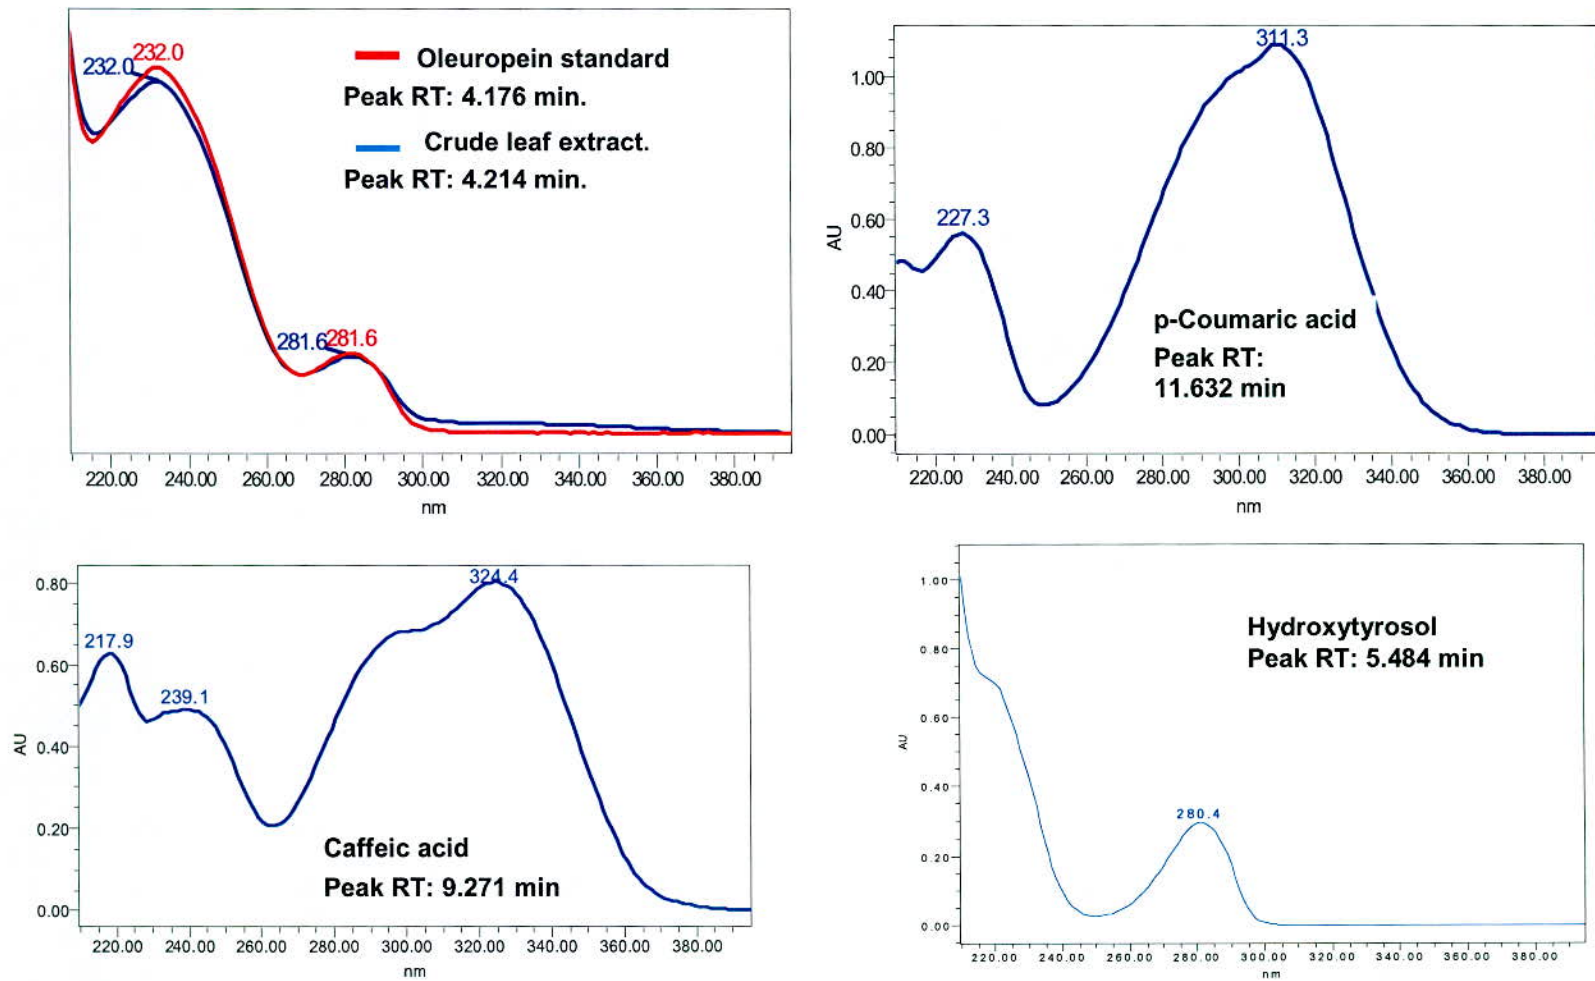 232.0
232.0
Oleuropein standard
Peak RT: 4.176 min.
Crude leaf extract.
Peak RT: 4.214 min.
281.6
281.6
220.00 240.00 260.00 280.00 300.00 320.00 340.00 360.00 380.00
nm
311.3
227.3
AU
1.00
0.80
0.60
0.40
0.20
0.00
p-Coumaric acid
Peak RT:
11.632 min
220.00 240.00 260.00 280.00 300.00 320.00 340.00 360.00 380.00
nm
324.4
217.9
239.1
AU
0.80
0.60
0.40
0.20
0.00
Caffeic acid
Peak RT: 9.271 min
220.00 240.00 260.00 280.00 300.00 320.00 340.00 360.00 380.00
nm
Hydroxytyrosol
Peak RT: 5.484 min
280.4
AU
1.00
0.80
0.60
0.40
0.20
0.00
220.00 240.00 260.00 280.00 300.00 320.00 340.00 360.00 380.00
nm